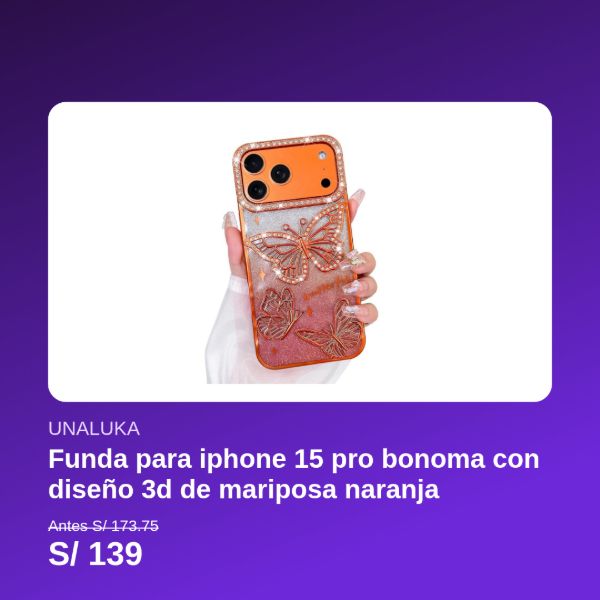 UNALUKA
Funda para iphone 15 pro bonoma con
diseño 3d de mariposa naranja
Antes S/ 173.75
S/ 139